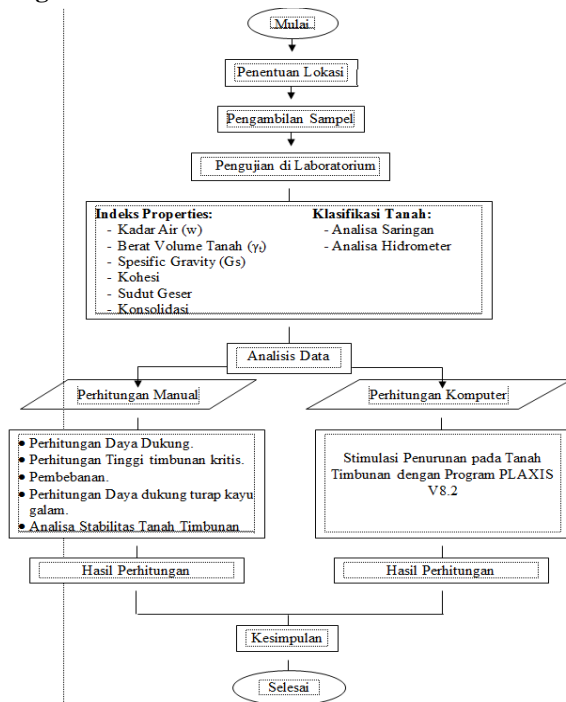 Mulai
Penentuan Lokasi
Pengambilan Sampel
Pengujian di Laboratorium
Indeks Properties:
- Kadar Air (w)
- Berat Volume Tanah (γt)
- Spesific Gravity (Gs)
- Kohesi
- Sudut Geser
- Konsolidasi
Klasifikasi Tanah:
- Analisa Saringan
- Analisa Hidrometer
Analisis Data
Perhitungan Manual
Perhitungan Komputer
● Perhitungan Daya Dukung.
● Perhitungan Tinggi timbunan kritis.
● Pembebanan.
● Perhitungan Daya dukung turap kayu
galam.
● Analisa Stabilitas Tanah Timbunan
Stimulasi Penurunan pada Tanah
Timbunan dengan Program PLAXIS
V8.2
Hasil Perhitungan
Hasil Perhitungan
Kesimpulan
Selesai